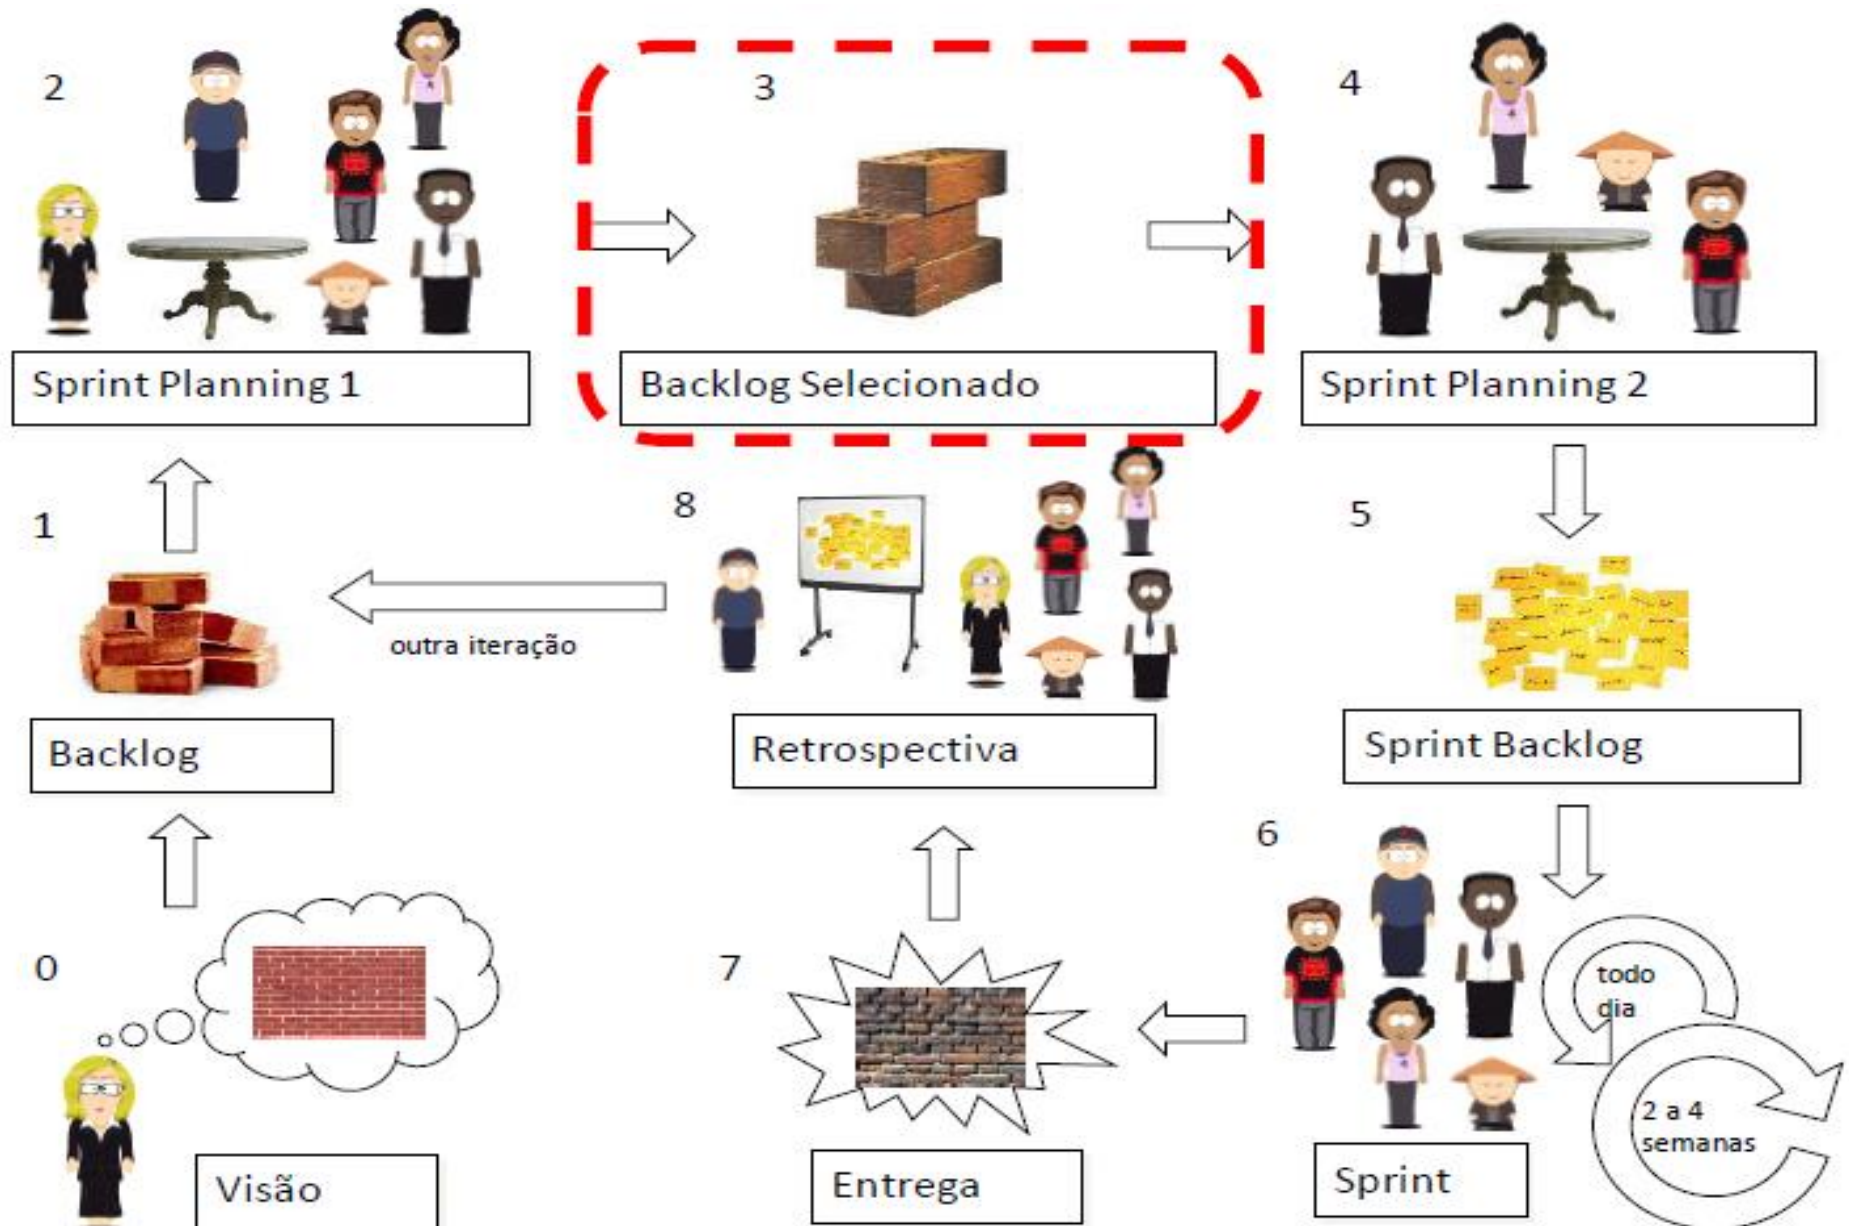 2
3
4
Sprint Planning 1
Backlog Selecionado
Sprint Planning 2
1
8
5
outra iteração
Backlog
Retrospectiva
Sprint Backlog
6
0
7
todo
dia
2 a 4
semanas
Visão
Entrega
Sprint